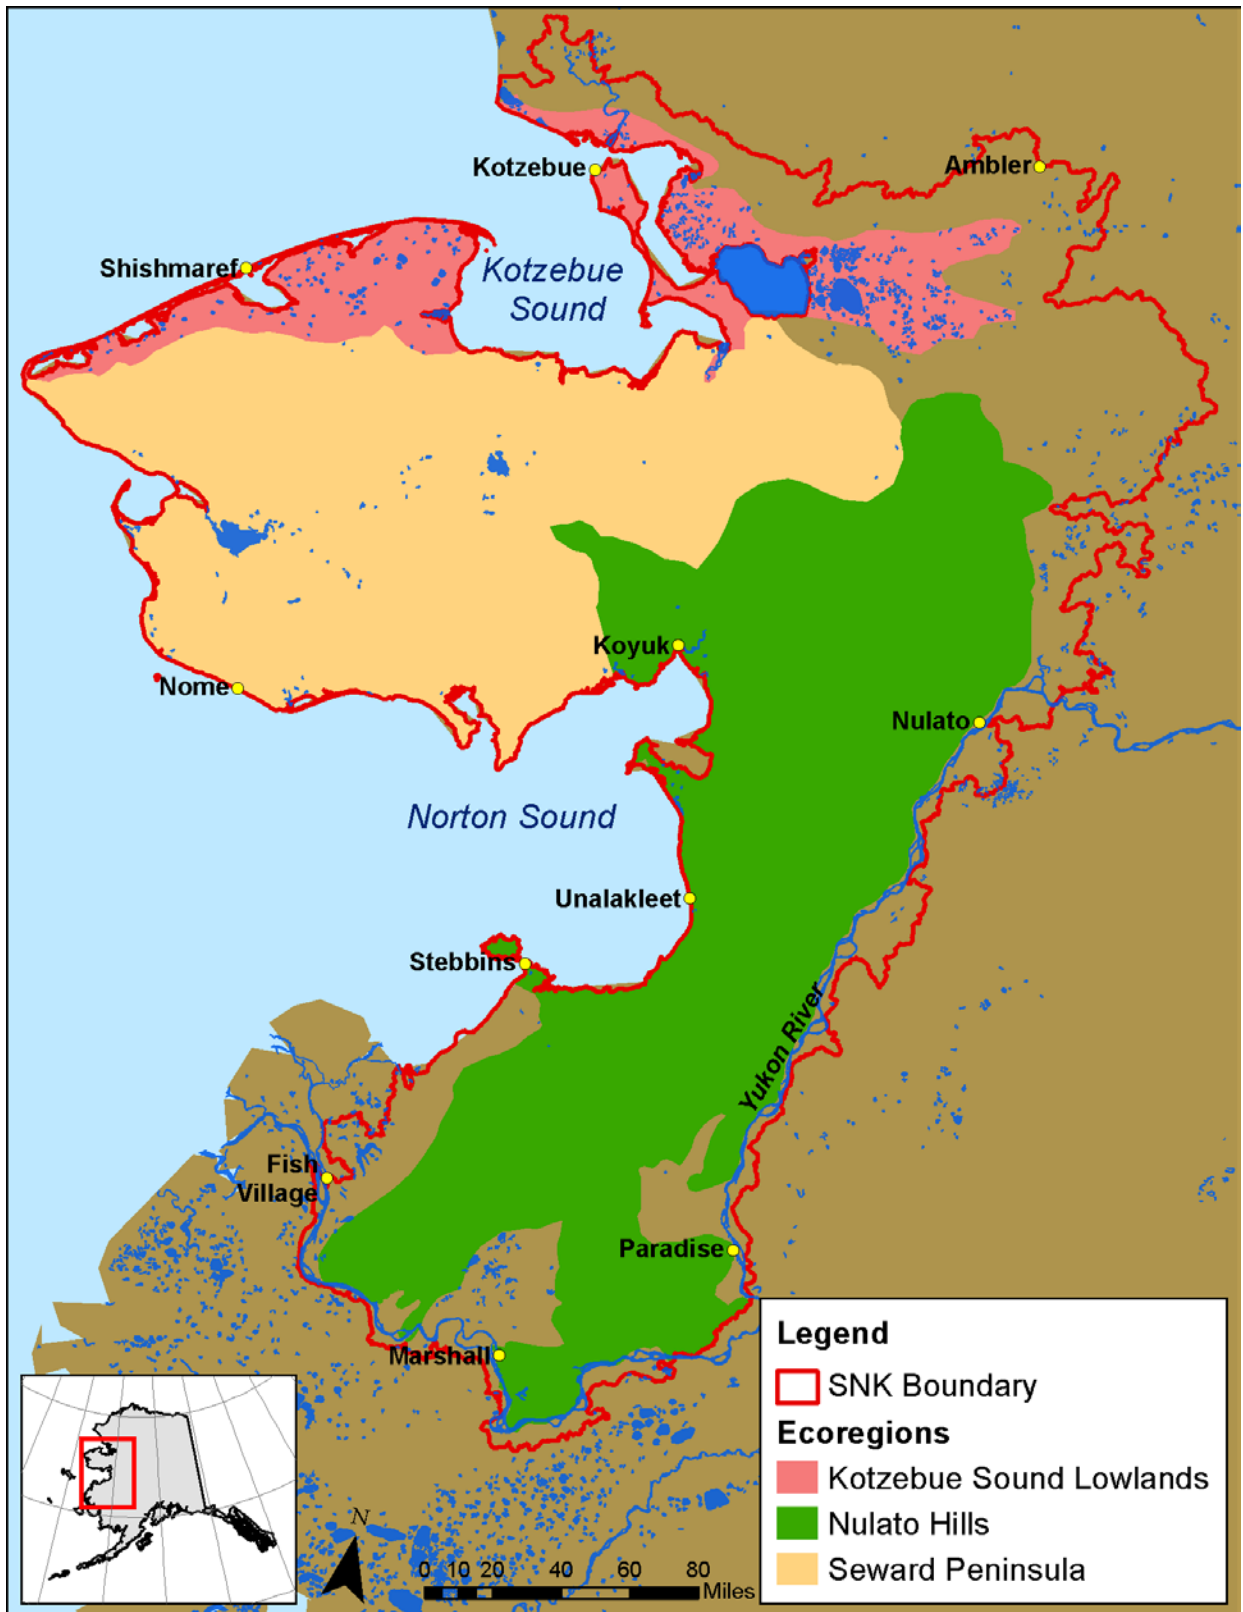 Kotzebue
Ambler
Shishmaref
Kotzebue
Sound
Koyuk
Nome
Nulato
Norton Sound
Unalakleet
Stebbins
Yukon River
Fish
Village
Paradise
Marshall
Legend
SNK Boundary
Ecoregions
Kotzebue Sound Lowlands
Nulato Hills
Seward Peninsula
N
0 10 20 40 60 80
Miles